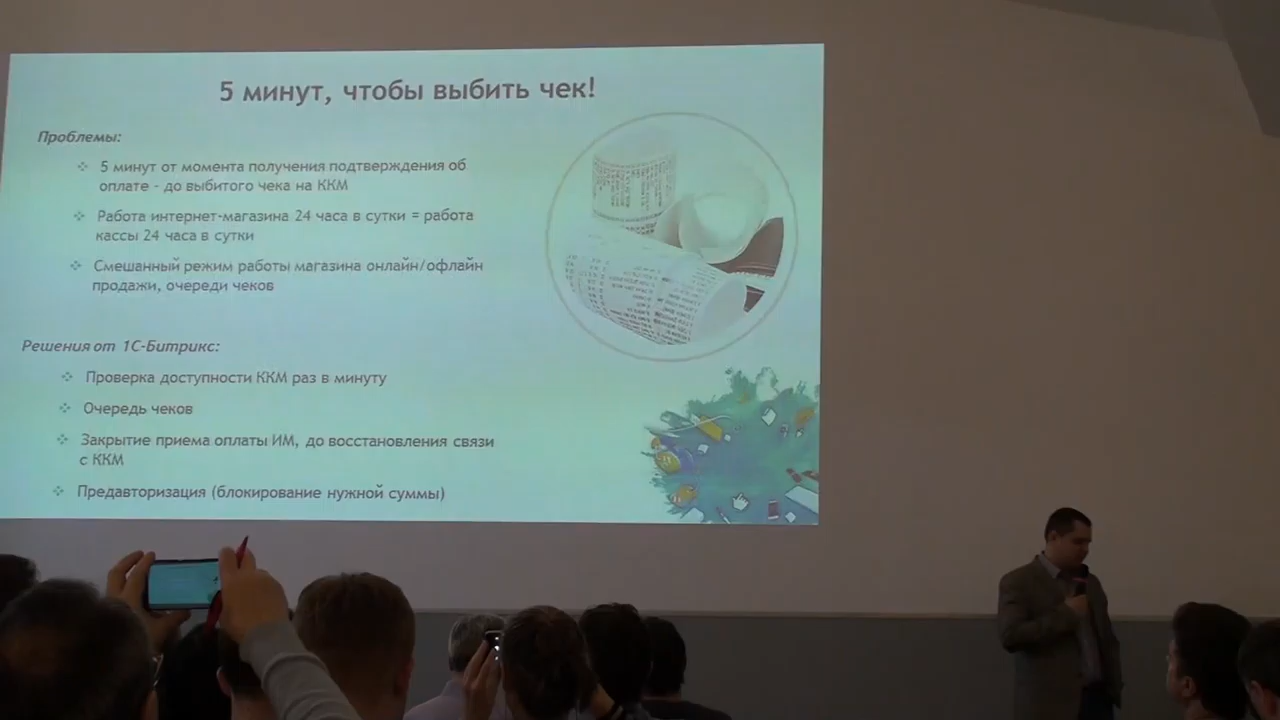 5 минут, чтобы выбить чек!
Проблемы:
5 минут от момента получения подтверждения об
оплате - до выбитого чека на ККМ
Работа интернет-магазина 24 часа в сутки = работа
кассы 24 часа в сутки
Смешанный режим работы магазина онлайн/офлайн
продажи, очереди чеков
Решения от 1С-Битрикс:
Проверка доступности ККМ раз в минуту
Очередь чеков
Закрытие приема оплаты ИМ, до восстановления связи
с ККМ
Предавторизация (блокирование нужной суммы)